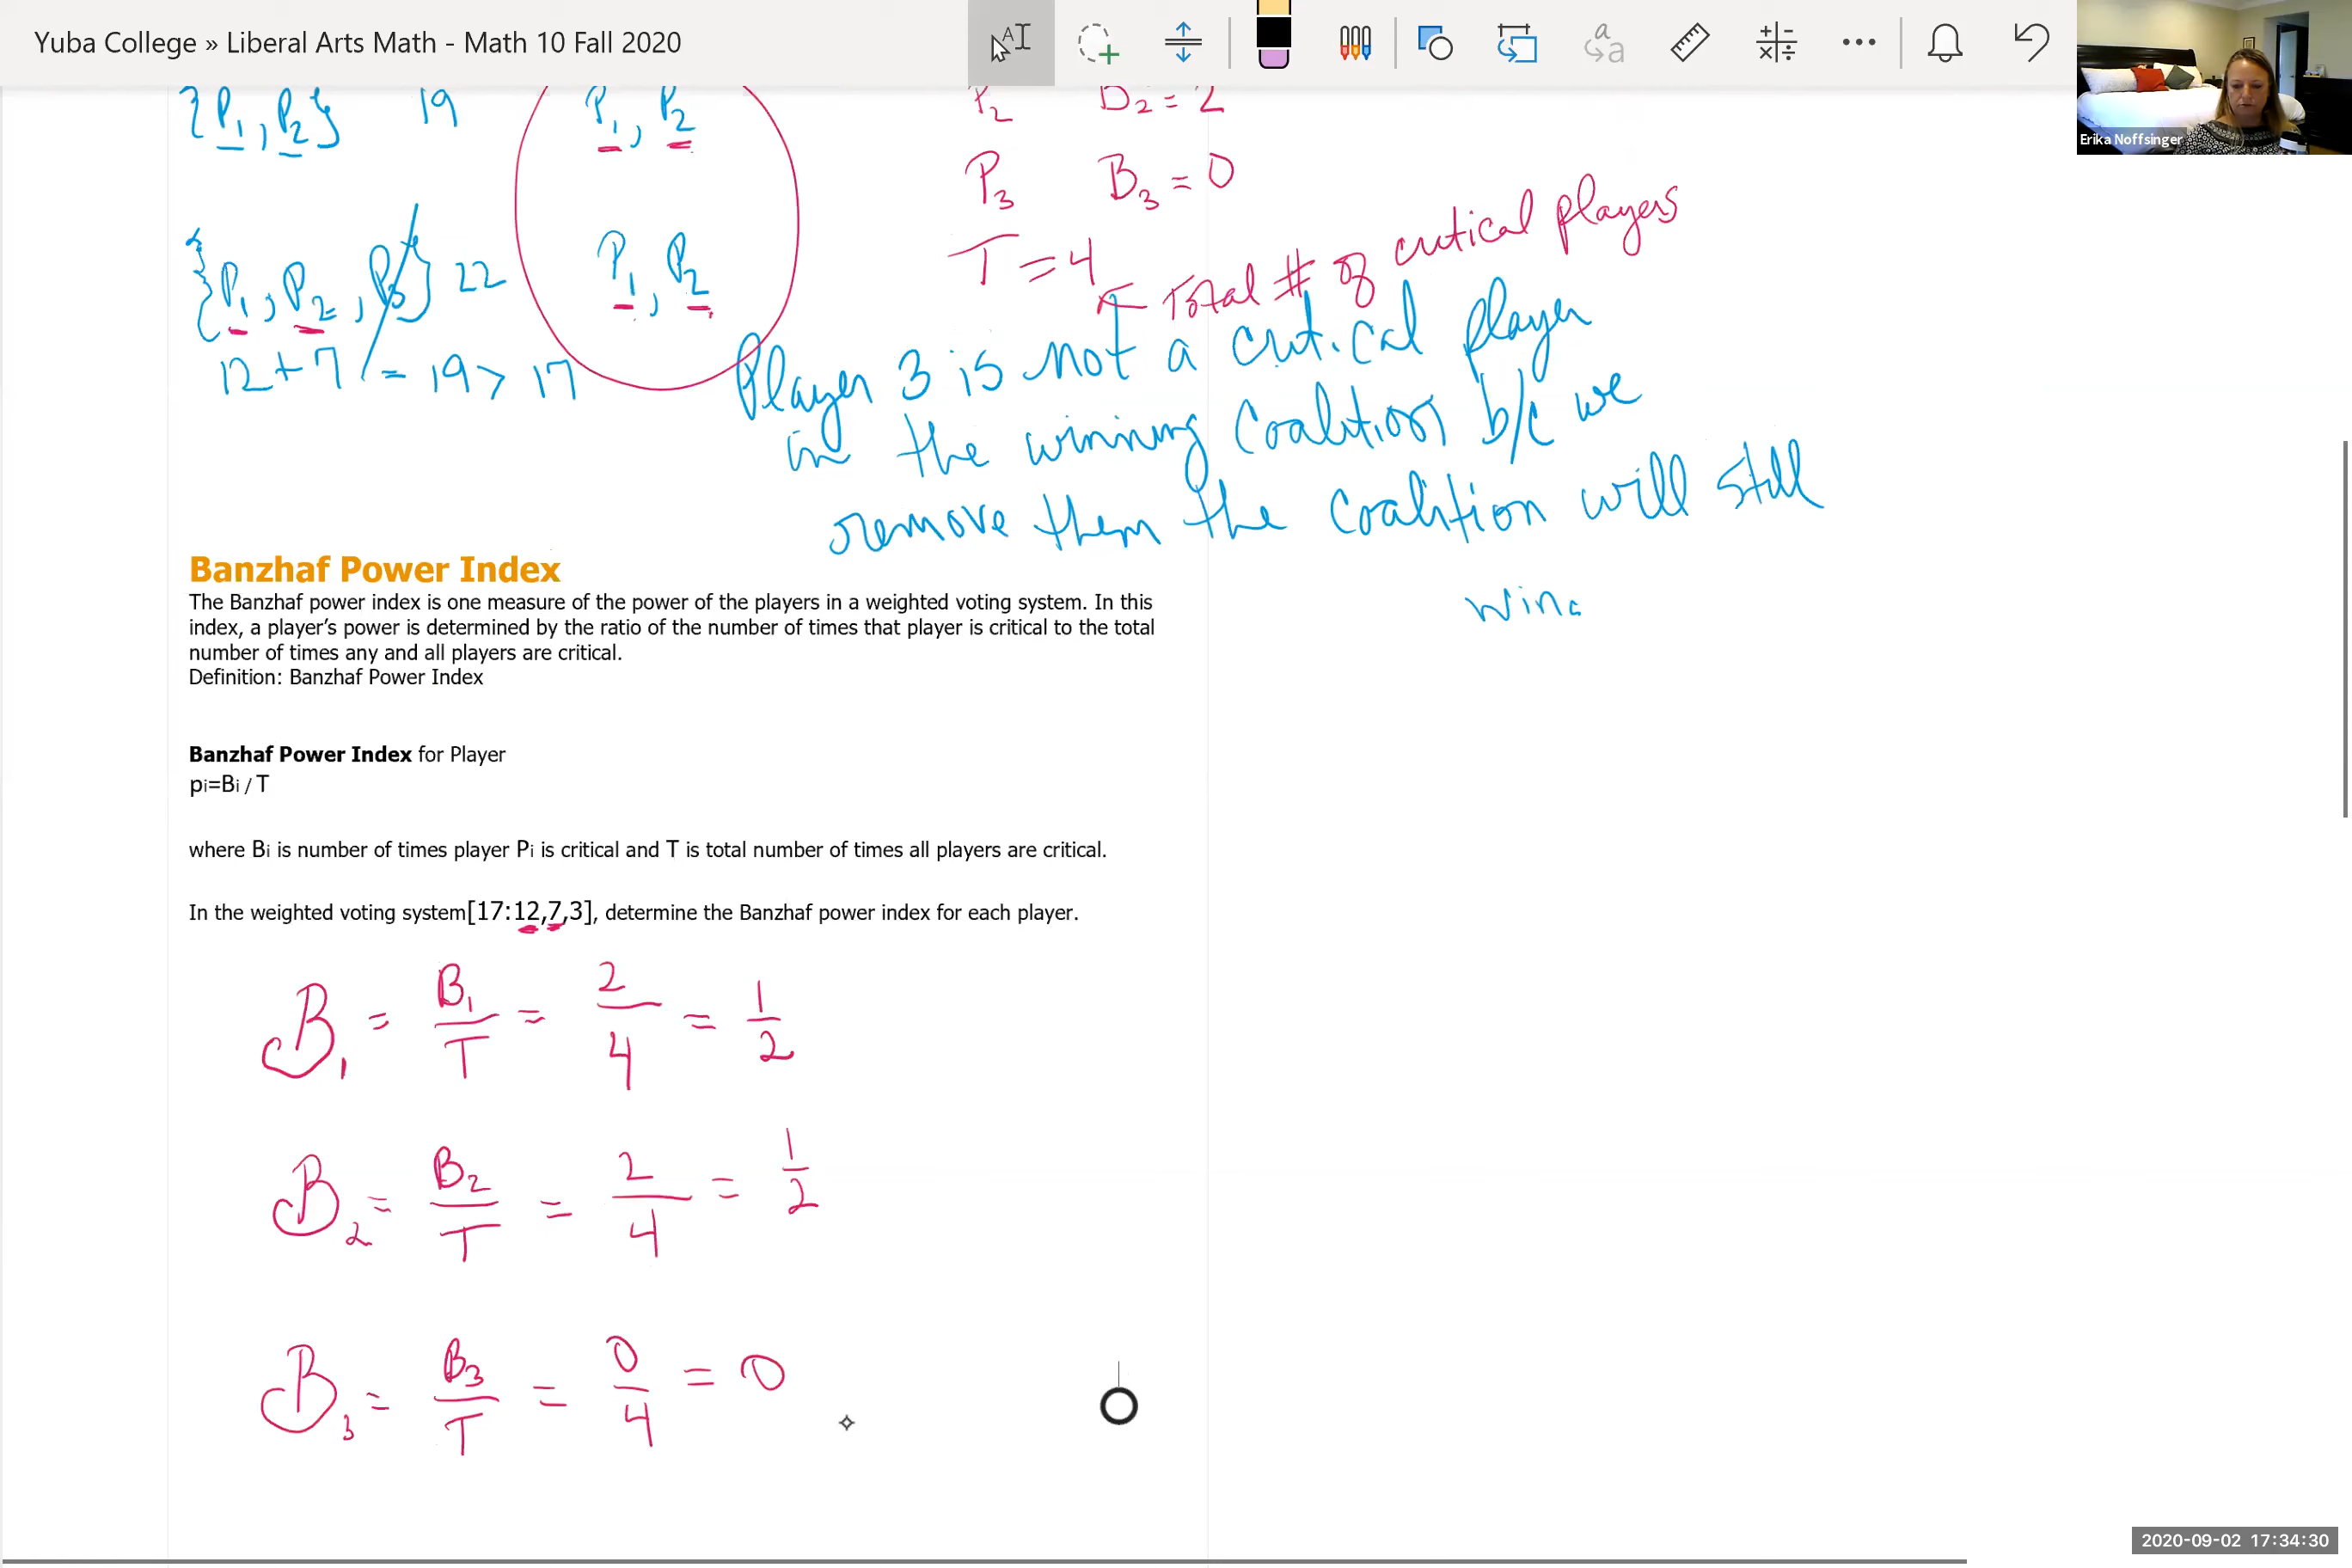 Yuba College » Liberal Arts Math - Math 10 Fall 2020
Erika Noffsinger
{P1, P2} 19 P1, P2
P2 B2 = 2
P3 B3 = 0
T = 4 ← Total # of critical players
{P1, P2, P3} 22 P1, P2
12 + 7 = 19 > 17
Player 3 is not a critical player
in the winning coalition b/c we
remove them the coalition will still
win.
Banzhaf Power Index
The Banzhaf power index is one measure of the power of the players in a weighted voting system. In this
index, a player's power is determined by the ratio of the number of times that player is critical to the total
number of times any and all players are critical.
Definition: Banzhaf Power Index
Banzhaf Power Index for Player
pi=Bi / T
where Bi is number of times player Pi is critical and T is total number of times all players are critical.
In the weighted voting system[17:12,7,3], determine the Banzhaf power index for each player.
B1 = B1/T = 2/4 = 1/2
B2 = B2/T = 2/4 = 1/2
B3 = B3/T = 0/4 = 0
2020-09-02 17:34:30